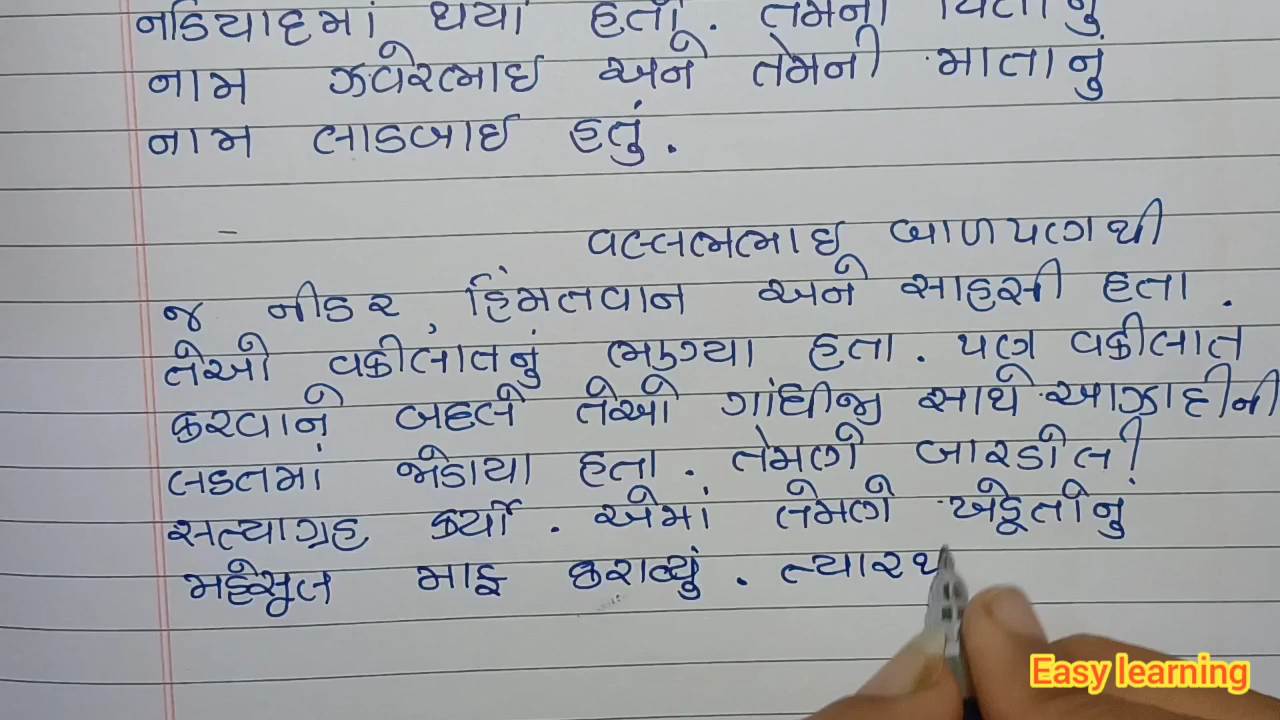 નડિયાદમાં થયો હતો. તેમના પિતાનું
નામ ઝવેરભાઈ અને તેમની માતાનું
નામ લાડબાઈ હતું.
વલ્લભભાઈ બાળપણથી
જ નીડર, હિંમતવાન અને સાહસી હતા.
તેઓ વકીલાતનું ભણ્યા હતા. પણ વકીલાત
કરવાને બદલે તેઓ ગાંધીજી સાથે આઝાદીની
લડતમાં જોડાયા હતા. તેમણે બારડોલી
સત્યાગ્રહ કર્યો. એમાં તેમણે ખેડૂતોનું
મહેસૂલ માફ કરાવ્યું. ત્યારથ
Easy learning